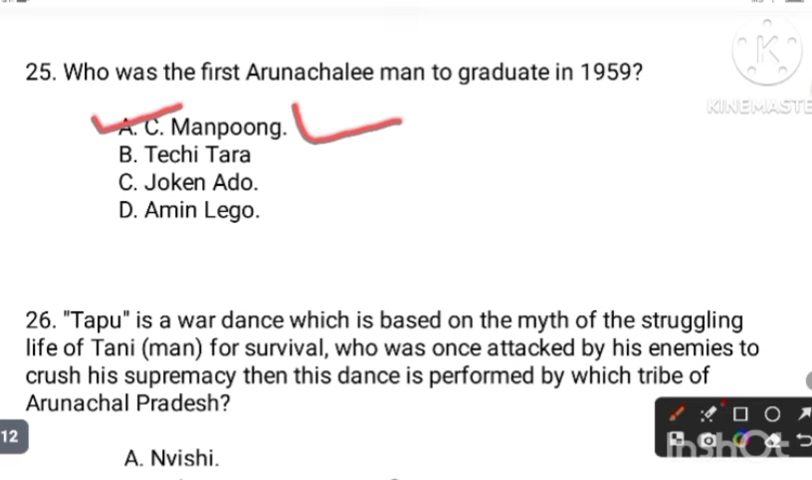 KINEMASTE
25. Who was the first Arunachalee man to graduate in 1959?
A. C. Manpoong.
B. Techi Tara
C. Joken Ado.
D. Amin Lego.
26. "Tapu" is a war dance which is based on the myth of the struggling
life of Tani (man) for survival, who was once attacked by his enemies to
crush his supremacy then this dance is performed by which tribe of
Arunachal Pradesh?
12
A. Nvishi.
InShOt